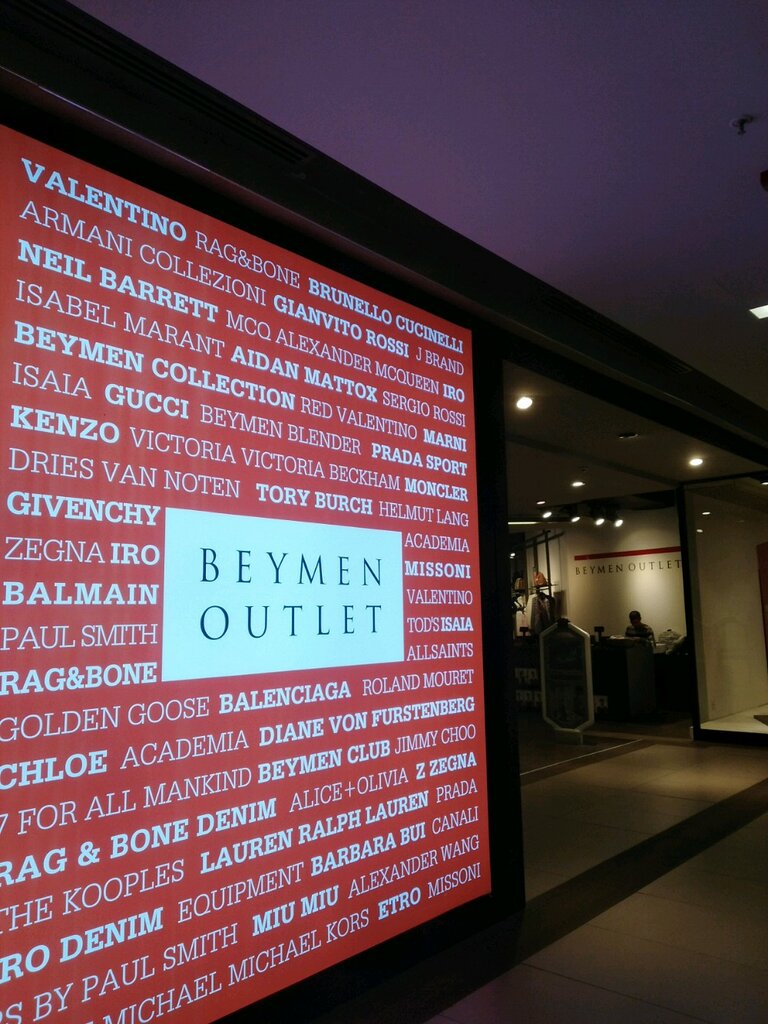 VALENTINO RAG&BONE BRUNELLO CUCINELLI
ARMANI COLLEZIONI GIANVITO ROSSI J BRAND
NEIL BARRETT MCQ ALEXANDER MCQUEEN IRO
ISABEL MARANT AIDAN MATTOX SERGIO ROSSI
BEYMEN COLLECTION RED VALENTINO MARNI
ISAIA GUCCI BEYMEN BLENDER PRADA SPORT
KENZO VICTORIA VICTORIA BECKHAM MONCLER
DRIES VAN NOTEN TORY BURCH HELMUT LANG
GIVENCHY ACADEMIA
ZEGNA IRO MISSONI
BALMAIN VALENTINO
PAUL SMITH TOD'S ISAIA
RAG&BONE ALLSAINTS
BEYMEN
OUTLET
GOLDEN GOOSE BALENCIAGA ROLAND MOURET
CHLOE ACADEMIA DIANE VON FURSTENBERG
7 FOR ALL MANKIND BEYMEN CLUB JIMMY CHOO
RAG & BONE DENIM ALICE+OLIVIA Z ZEGNA
THE KOOPLES LAUREN RALPH LAUREN PRADA
RO DENIM EQUIPMENT BARBARA BUI CANALI
S BY PAUL SMITH MIU MIU ALEXANDER WANG
MICHAEL MICHAEL KORS ETRO MISSONI
BEYMEN OUTLET